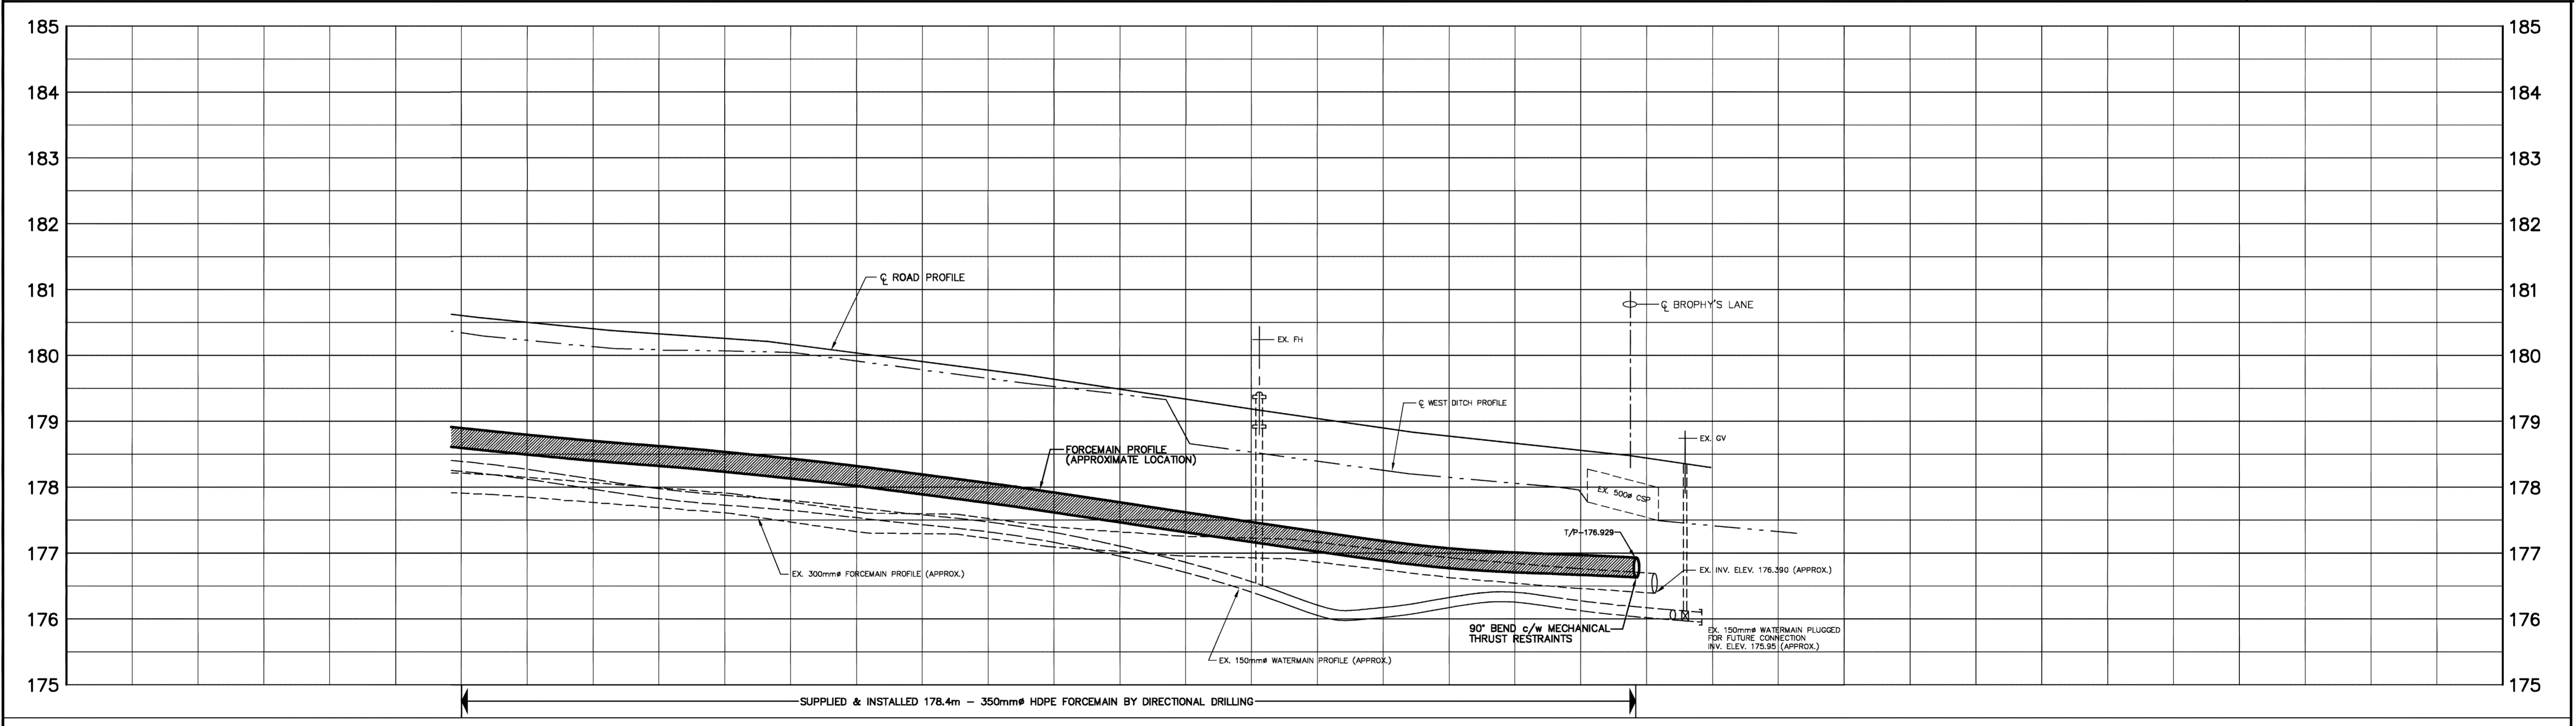 185 185
184 184
183 183
182 182
181 181
℄ ROAD PROFILE
℄ BROPHY'S LANE
180 180
EX. FH
179 179
℄ WEST DITCH PROFILE
EX. GV
FORCEMAIN PROFILE
(APPROXIMATE LOCATION)
178 178
EX. 500ø CSP
T/P-176.929
177 177
EX. 300mmø FORCEMAIN PROFILE (APPROX.)
EX. INV. ELEV. 176.390 (APPROX.)
176 176
90° BEND c/w MECHANICAL
THRUST RESTRAINTS
EX. 150mmø WATERMAIN PLUGGED
FOR FUTURE CONNECTION
INV. ELEV. 175.95 (APPROX.)
EX. 150mmø WATERMAIN PROFILE (APPROX.)
175 175
SUPPLIED & INSTALLED 178.4m - 350mmø HDPE FORCEMAIN BY DIRECTIONAL DRILLING